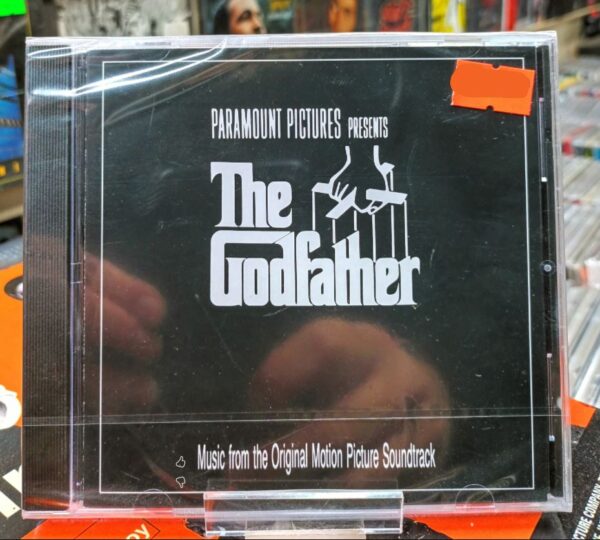 PARAMOUNT PICTURES PRESENTS
The
Godfather
Music from the Original Motion Picture Soundtrack